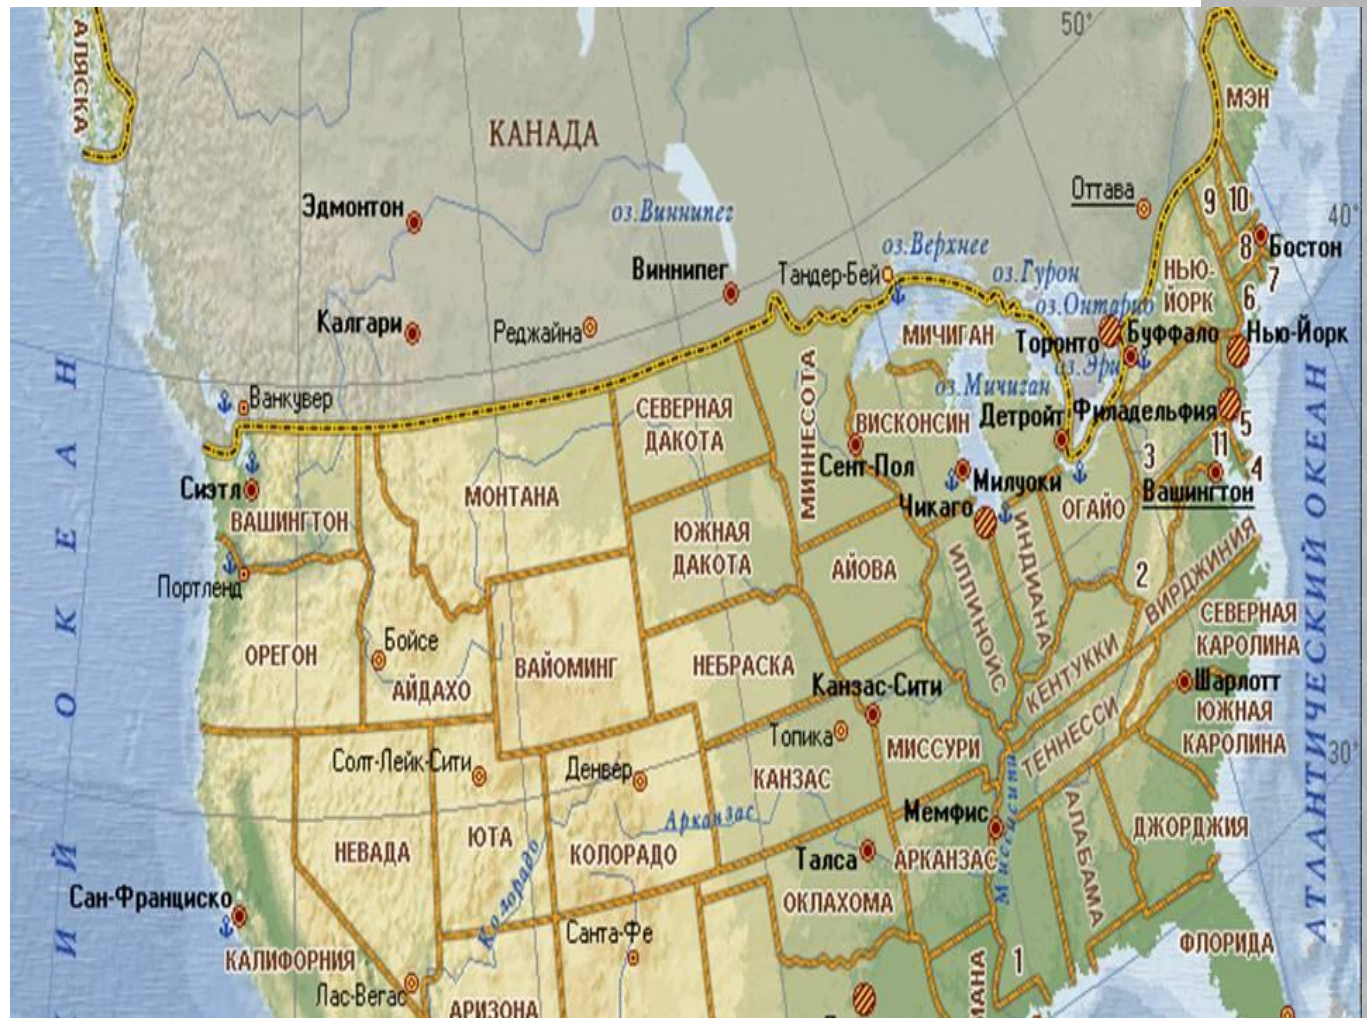 АЛЯСКА
50°
МЭН
КАНАДА
Оттава
9
10
40°
Эдмонтон
оз.Виннипег
оз.Верхнее
8
Бостон
Виннипег
Тандер-Бей
оз.Гурон
НЬЮ-
ЙОРК
7
6
оз.Онтарио
Калгари
Реджайна
МИЧИГАН
Торонто
Буффало
Нью-Йорк
оз.Эри
оз.Мичиган
Ванкувер
СЕВЕРНАЯ
ДАКОТА
МИННЕСОТА
ВИСКОНСИН
Детройт
Филадельфия
5
11
3
4
Сент-Пол
Милуоки
Вашингтон
Сиэтл
ВАШИНГТОН
МОНТАНА
Чикаго
ОГАЙО
ЮЖНАЯ
ДАКОТА
АЙОВА
ИЛЛИНОИС
ИНДИАНА
2
ВИРДЖИНИЯ
Портленд
СЕВЕРНАЯ
КАРОЛИНА
ОРЕГОН
Бойсе
АЙДАХО
ВАЙОМИНГ
НЕБРАСКА
КЕНТУККИ
Канзас-Сити
Шарлотт
ЮЖНАЯ
КАРОЛИНА
Топика
МИССУРИ
ТЕННЕССИ
30°
Солт-Лейк-Сити
Денвер
КАНЗАС
Арканзас
Мемфис
Миссисипи
АЛАБАМА
ДЖОРДЖИЯ
НЕВАДА
ЮТА
КОЛОРАДО
Колорадо
Талса
АРКАНЗАС
Сан-Франциско
ОКЛАХОМА
Санта-Фе
ФЛОРИДА
КАЛИФОРНИЯ
Лас-Вегас
АРИЗОНА
ИАНА
1
И Й О К Е А Н
АТЛАНТИЧЕСКИЙ ОКЕАН